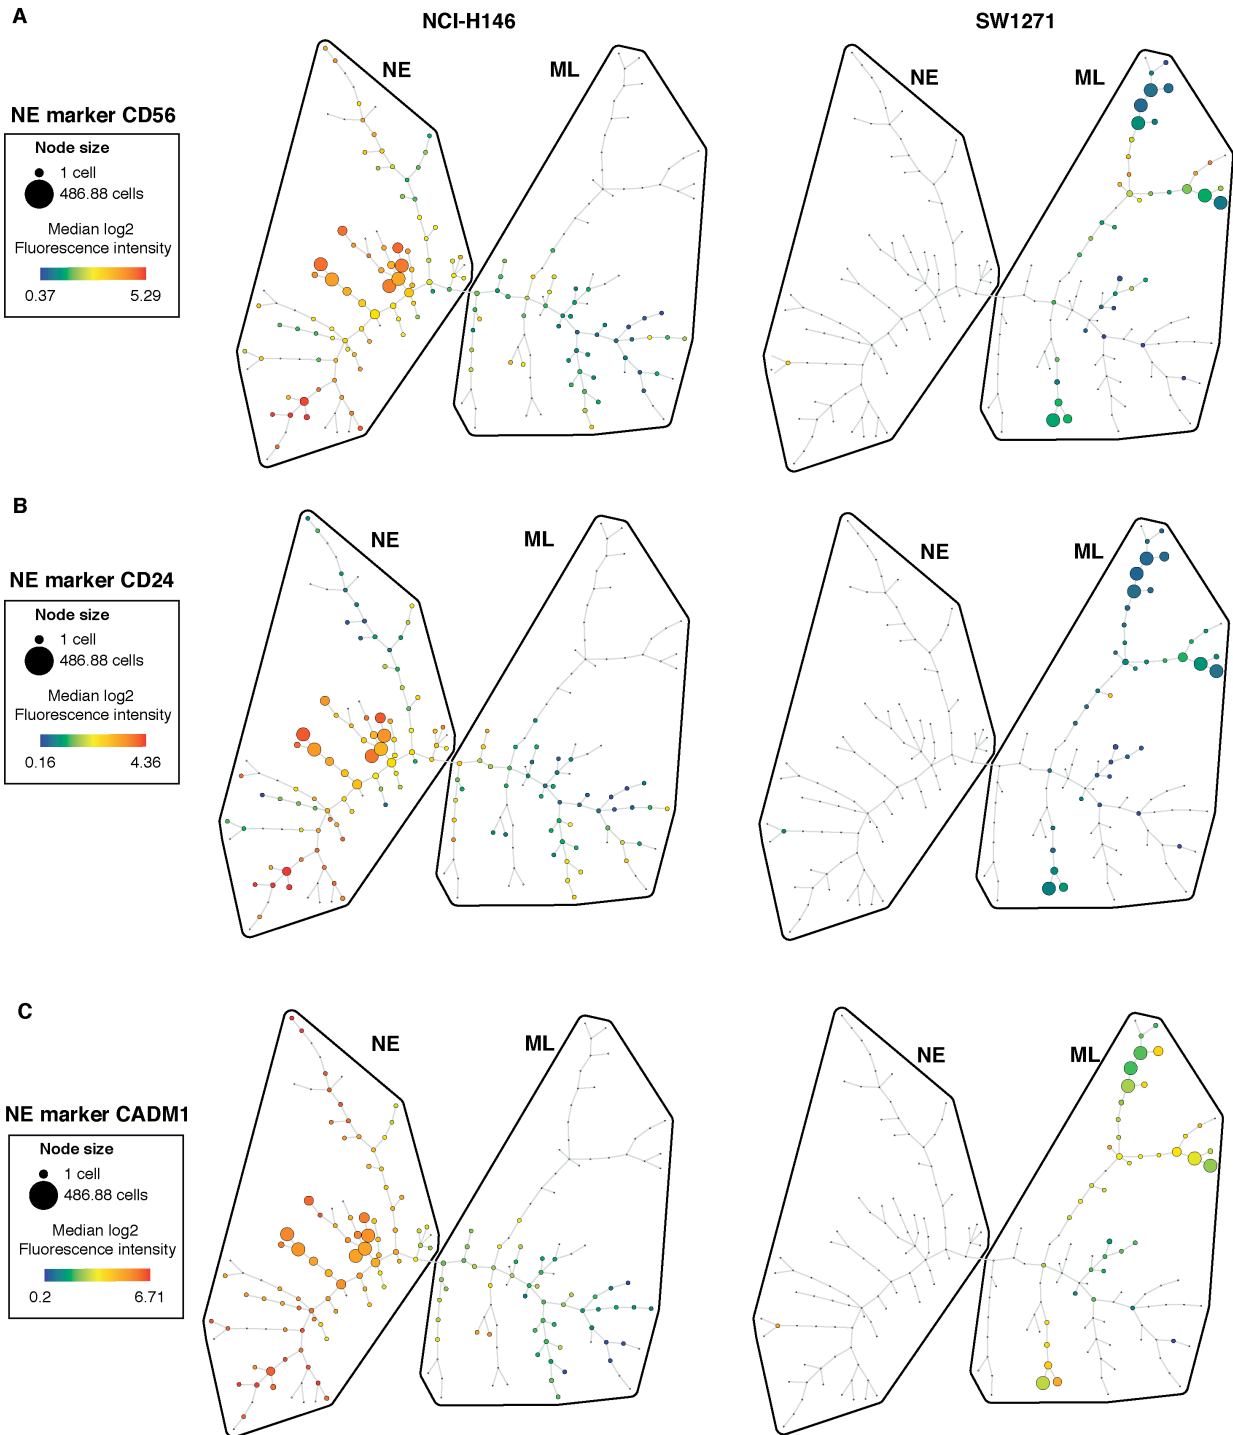 A
NCI-H146
SW1271
NE
ML
NE
ML
NE marker CD56
Node size
1 cell
486.88 cells
Median log2
Fluorescence intensity
0.37
5.29
B
NE
ML
NE
ML
NE marker CD24
Node size
1 cell
486.88 cells
Median log2
Fluorescence intensity
0.16
4.36
C
NE
ML
NE
ML
NE marker CADM1
Node size
1 cell
486.88 cells
Median log2
Fluorescence intensity
0.2
6.71